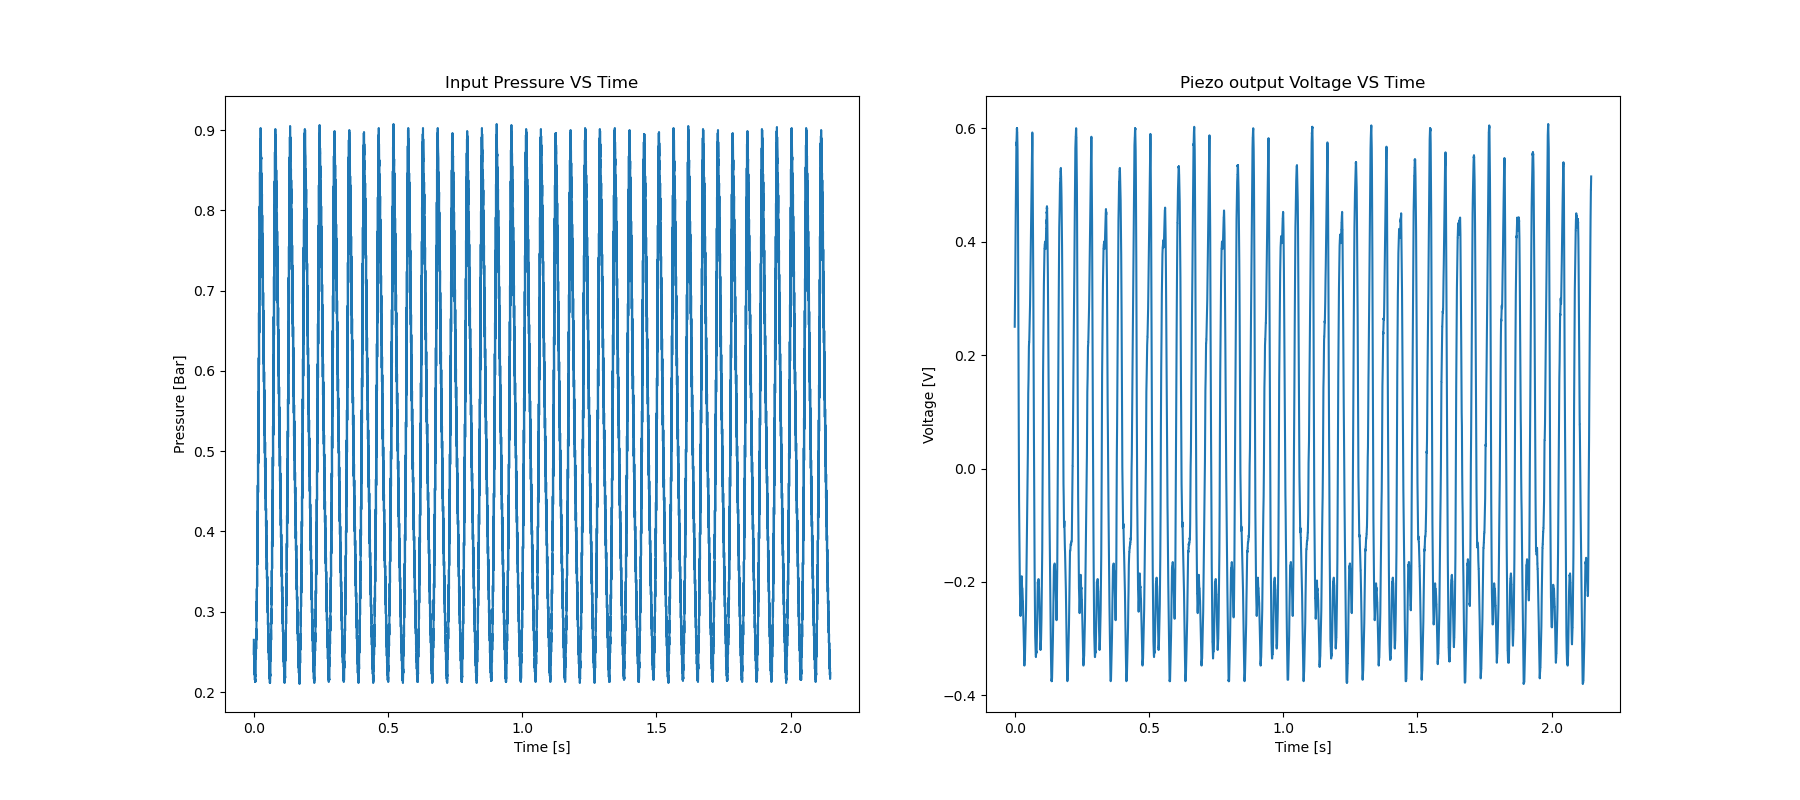 Input Pressure VS Time
Pressure [Bar]
0.9
0.8
0.7
0.6
0.5
0.4
0.3
0.2
0.0 0.5 1.0 1.5 2.0
Time [s]
Piezo output Voltage VS Time
Voltage [V]
0.6
0.4
0.2
0.0
−0.2
−0.4
0.0 0.5 1.0 1.5 2.0
Time [s]